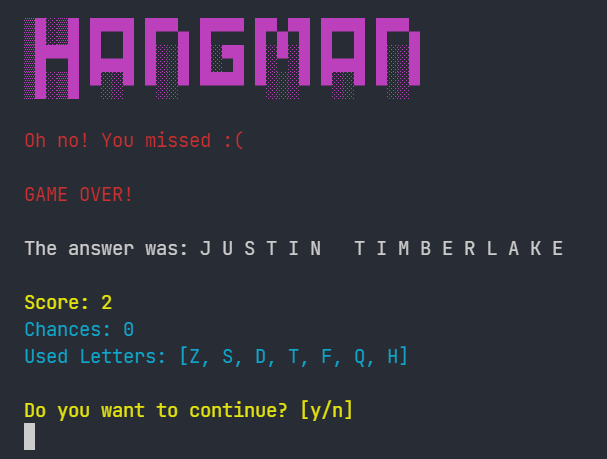 HANGMAN
Oh no! You missed :(
GAME OVER!
The answer was: J U S T I N   T I M B E R L A K E
Score: 2
Chances: 0
Used Letters: [Z, S, D, T, F, Q, H]
Do you want to continue? [y/n]